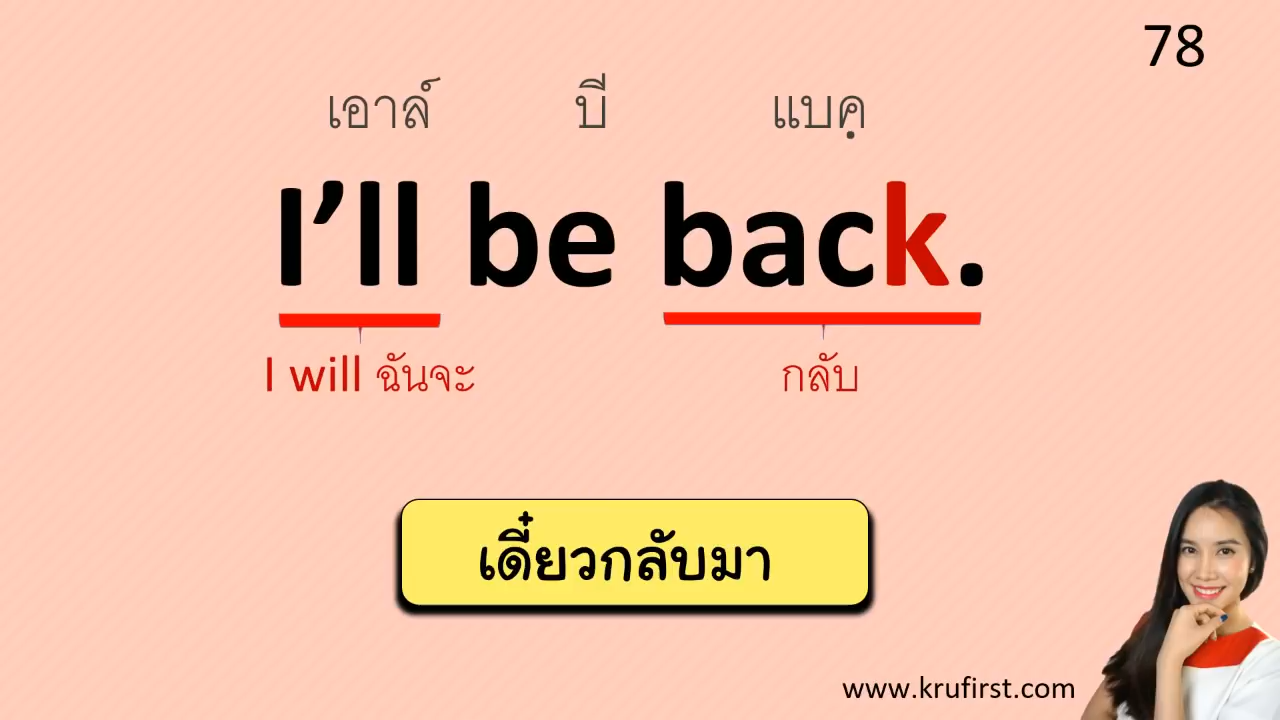 78
เอาล์ บี แบคฺ
I’ll be back.
I will ฉันจะ กลับ
เดี๋ยวกลับมา
www.krufirst.com